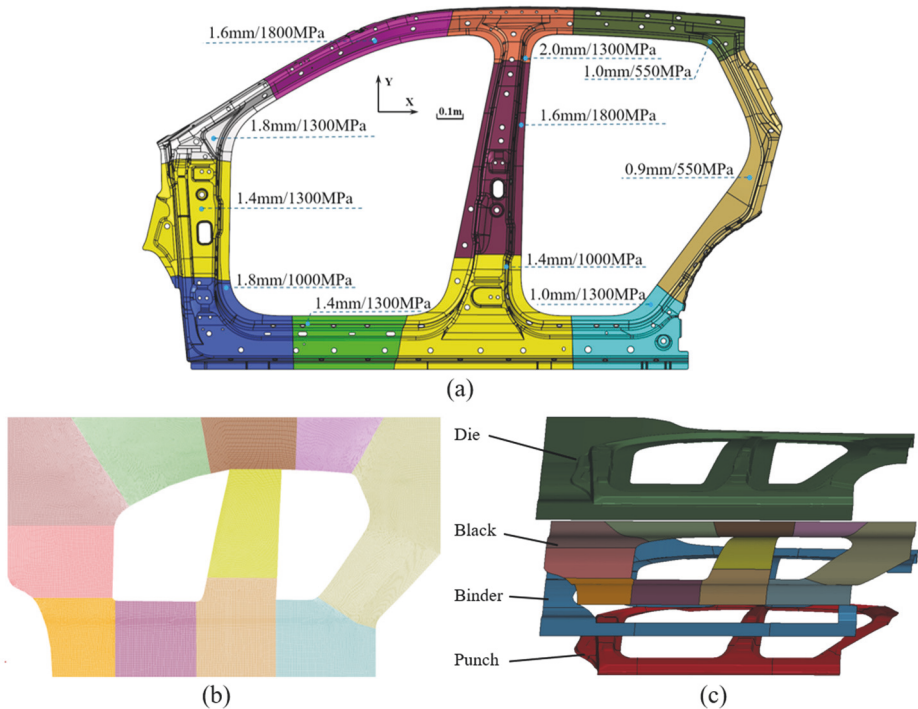 1.6mm/1800MPa
2.0mm/1300MPa
1.0mm/550MPa
Y
X
0.1m
1.8mm/1300MPa
1.6mm/1800MPa
0.9mm/550MPa
1.4mm/1300MPa
1.4mm/1000MPa
1.8mm/1000MPa
1.0mm/1300MPa
1.4mm/1300MPa
(a)
Die
Black
Binder
Punch
(b)
(c)